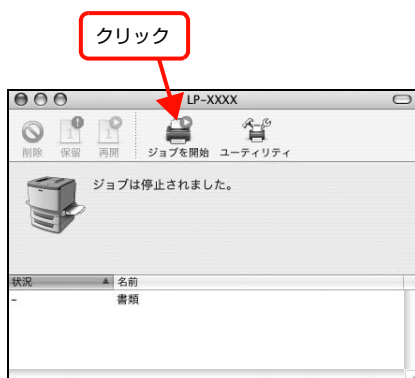 クリック
LP-XXXX
削除 保留 再開 ジョブを開始 ユーティリティ
ジョブは停止されました。
状況 名前
- 書類